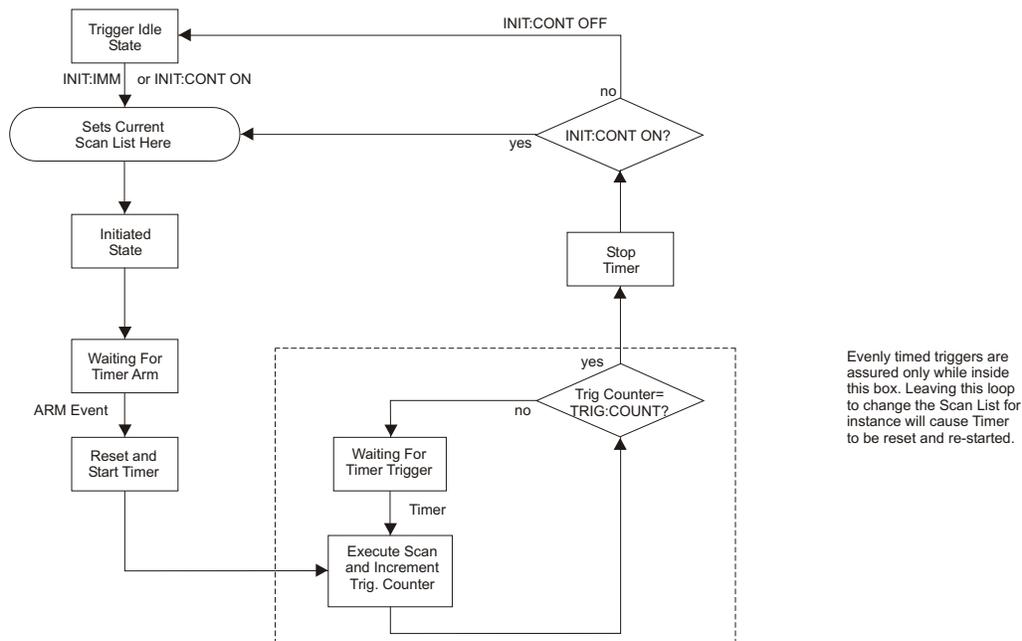 Trigger Idle
State
INIT:CONT OFF
INIT:IMM or INIT:CONT ON
no
Sets Current
Scan List Here
INIT:CONT ON?
yes
Initiated
State
Stop
Timer
Waiting For
Timer Arm
yes
Evenly timed triggers are
assured only while inside
this box. Leaving this loop
to change the Scan List for
instance will cause Timer
to be reset and re-started.
Trig Counter=
TRIG:COUNT?
no
ARM Event
Reset and
Start Timer
Waiting For
Timer Trigger
Timer
Execute Scan
and Increment
Trig. Counter